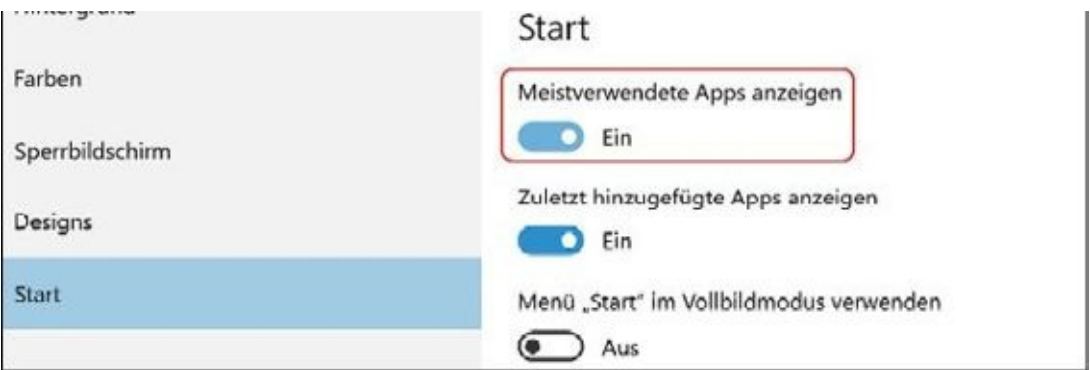 Hintergrund
Farben
Sperrbildschirm
Designs
Start
Start
Meistverwendete Apps anzeigen
Ein
Zuletzt hinzugefügte Apps anzeigen
Ein
Menü „Start“ im Vollbildmodus verwenden
Aus